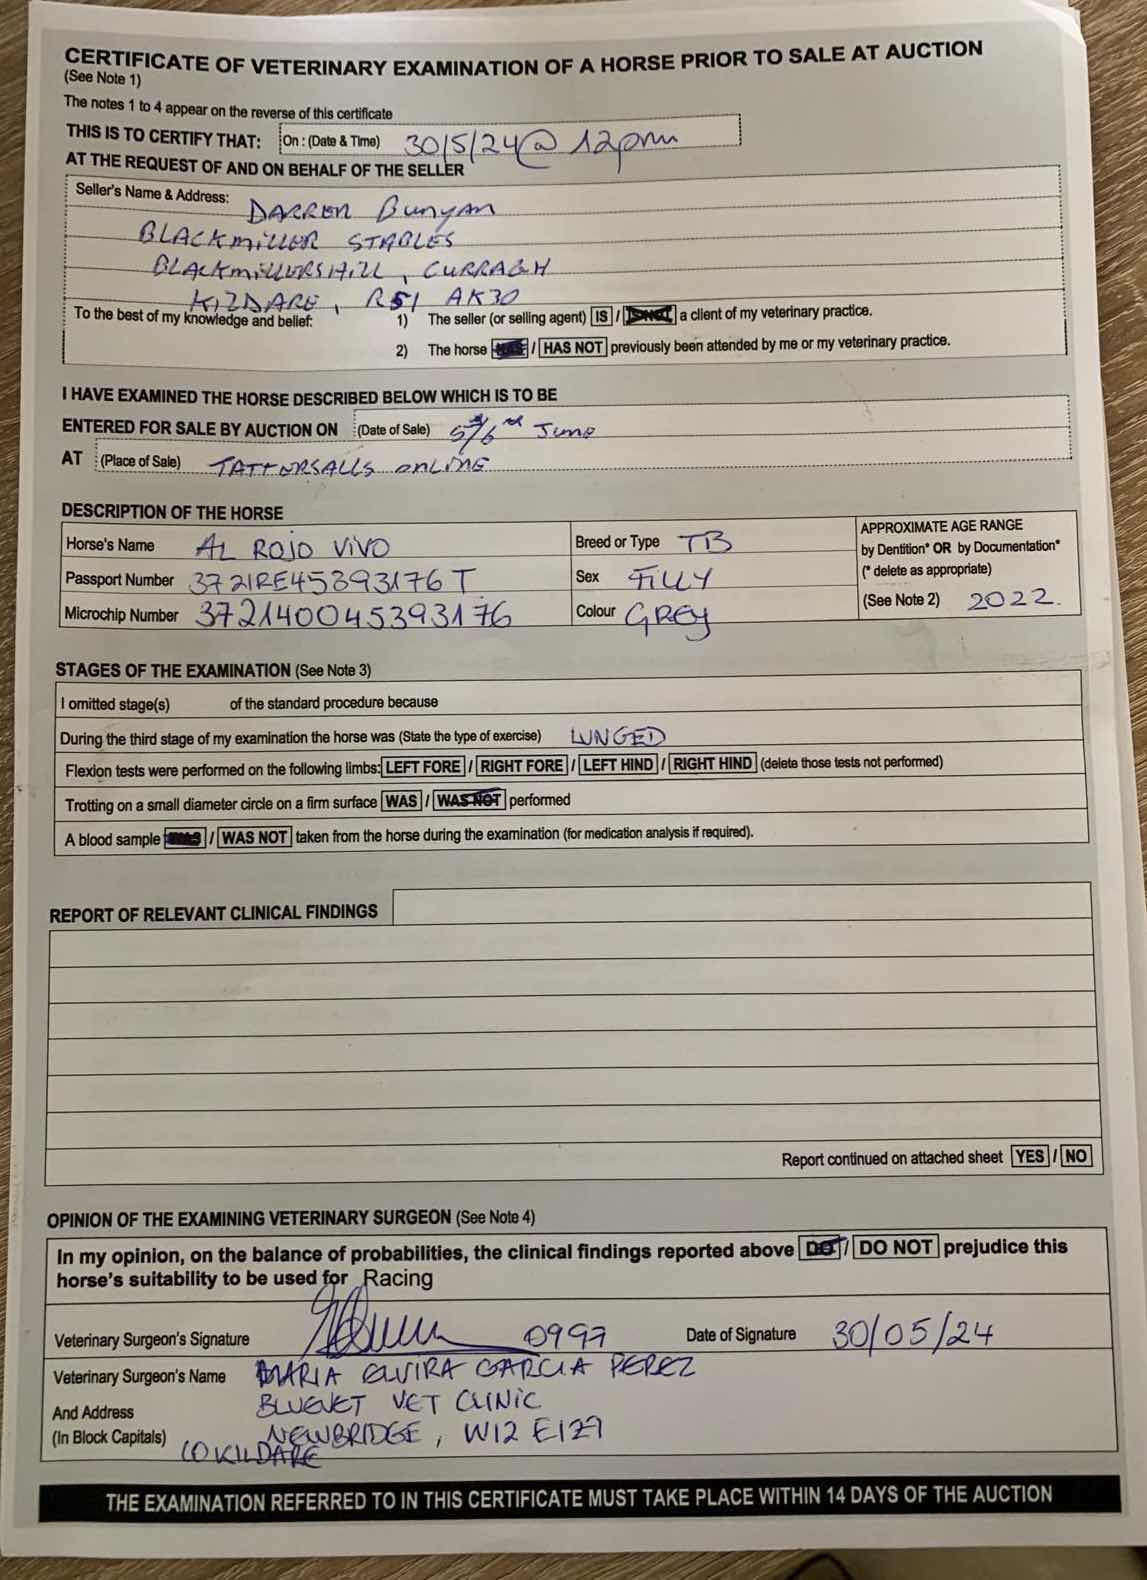 CERTIFICATE OF VETERINARY EXAMINATION OF A HORSE PRIOR TO SALE AT AUCTION
(See Note 1)
The notes 1 to 4 appear on the reverse of this certificate
THIS IS TO CERTIFY THAT: On : (Date & Time) 30/5/24 @ 12pm
AT THE REQUEST OF AND ON BEHALF OF THE SELLER
Seller's Name & Address: DARREN Bunyan
BLACKMILLER STABLES
BLACKMILLERSHILL, CURRAGH
KILDARE, R51 AK30
To the best of my knowledge and belief: 1) The seller (or selling agent) IS / IS NOT a client of my veterinary practice.
2) The horse HAS / HAS NOT previously been attended by me or my veterinary practice.
I HAVE EXAMINED THE HORSE DESCRIBED BELOW WHICH IS TO BE
ENTERED FOR SALE BY AUCTION ON (Date of Sale) 5/6 June
AT (Place of Sale) TATTERSALLS ONLINE
DESCRIPTION OF THE HORSE
Horse's Name AL ROJO VIVO Breed or Type TB APPROXIMATE AGE RANGE
by Dentition* OR by Documentation*
Passport Number 372IRE45393176T Sex FILLY (* delete as appropriate)
Microchip Number 372140045393176 Colour GREY (See Note 2) 2022.
STAGES OF THE EXAMINATION (See Note 3)
I omitted stage(s) of the standard procedure because
During the third stage of my examination the horse was (State the type of exercise) LUNGED
Flexion tests were performed on the following limbs: LEFT FORE / RIGHT FORE / LEFT HIND / RIGHT HIND (delete those tests not performed)
Trotting on a small diameter circle on a firm surface WAS / WAS NOT performed
A blood sample WAS / WAS NOT taken from the horse during the examination (for medication analysis if required).
REPORT OF RELEVANT CLINICAL FINDINGS
Report continued on attached sheet YES / NO
OPINION OF THE EXAMINING VETERINARY SURGEON (See Note 4)
In my opinion, on the balance of probabilities, the clinical findings reported above DO / DO NOT prejudice this
horse's suitability to be used for Racing
Veterinary Surgeon's Signature 0997 Date of Signature 30/05/24
Veterinary Surgeon's Name MARIA ELVIRA GARCIA PEREZ
And Address BLUEVET VET CLINIC
(In Block Capitals) NEWBRIDGE, W12 E127
CO KILDARE
THE EXAMINATION REFERRED TO IN THIS CERTIFICATE MUST TAKE PLACE WITHIN 14 DAYS OF THE AUCTION